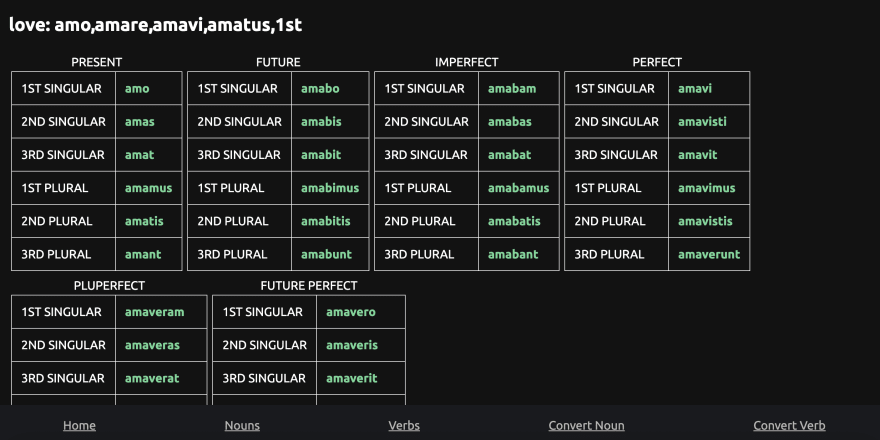 love: amo,amare,amavi,amatus,1st
PRESENT FUTURE IMPERFECT PERFECT
1ST SINGULAR amo 1ST SINGULAR amabo 1ST SINGULAR amabam 1ST SINGULAR amavi
2ND SINGULAR amas 2ND SINGULAR amabis 2ND SINGULAR amabas 2ND SINGULAR amavisti
3RD SINGULAR amat 3RD SINGULAR amabit 3RD SINGULAR amabat 3RD SINGULAR amavit
1ST PLURAL amamus 1ST PLURAL amabimus 1ST PLURAL amabamus 1ST PLURAL amavimus
2ND PLURAL amatis 2ND PLURAL amabitis 2ND PLURAL amabatis 2ND PLURAL amavistis
3RD PLURAL amant 3RD PLURAL amabunt 3RD PLURAL amabant 3RD PLURAL amaverunt
PLUPERFECT FUTURE PERFECT
1ST SINGULAR amaveram 1ST SINGULAR amavero
2ND SINGULAR amaveras 2ND SINGULAR amaveris
3RD SINGULAR amaverat 3RD SINGULAR amaverit
Home Nouns Verbs Convert Noun Convert Verb